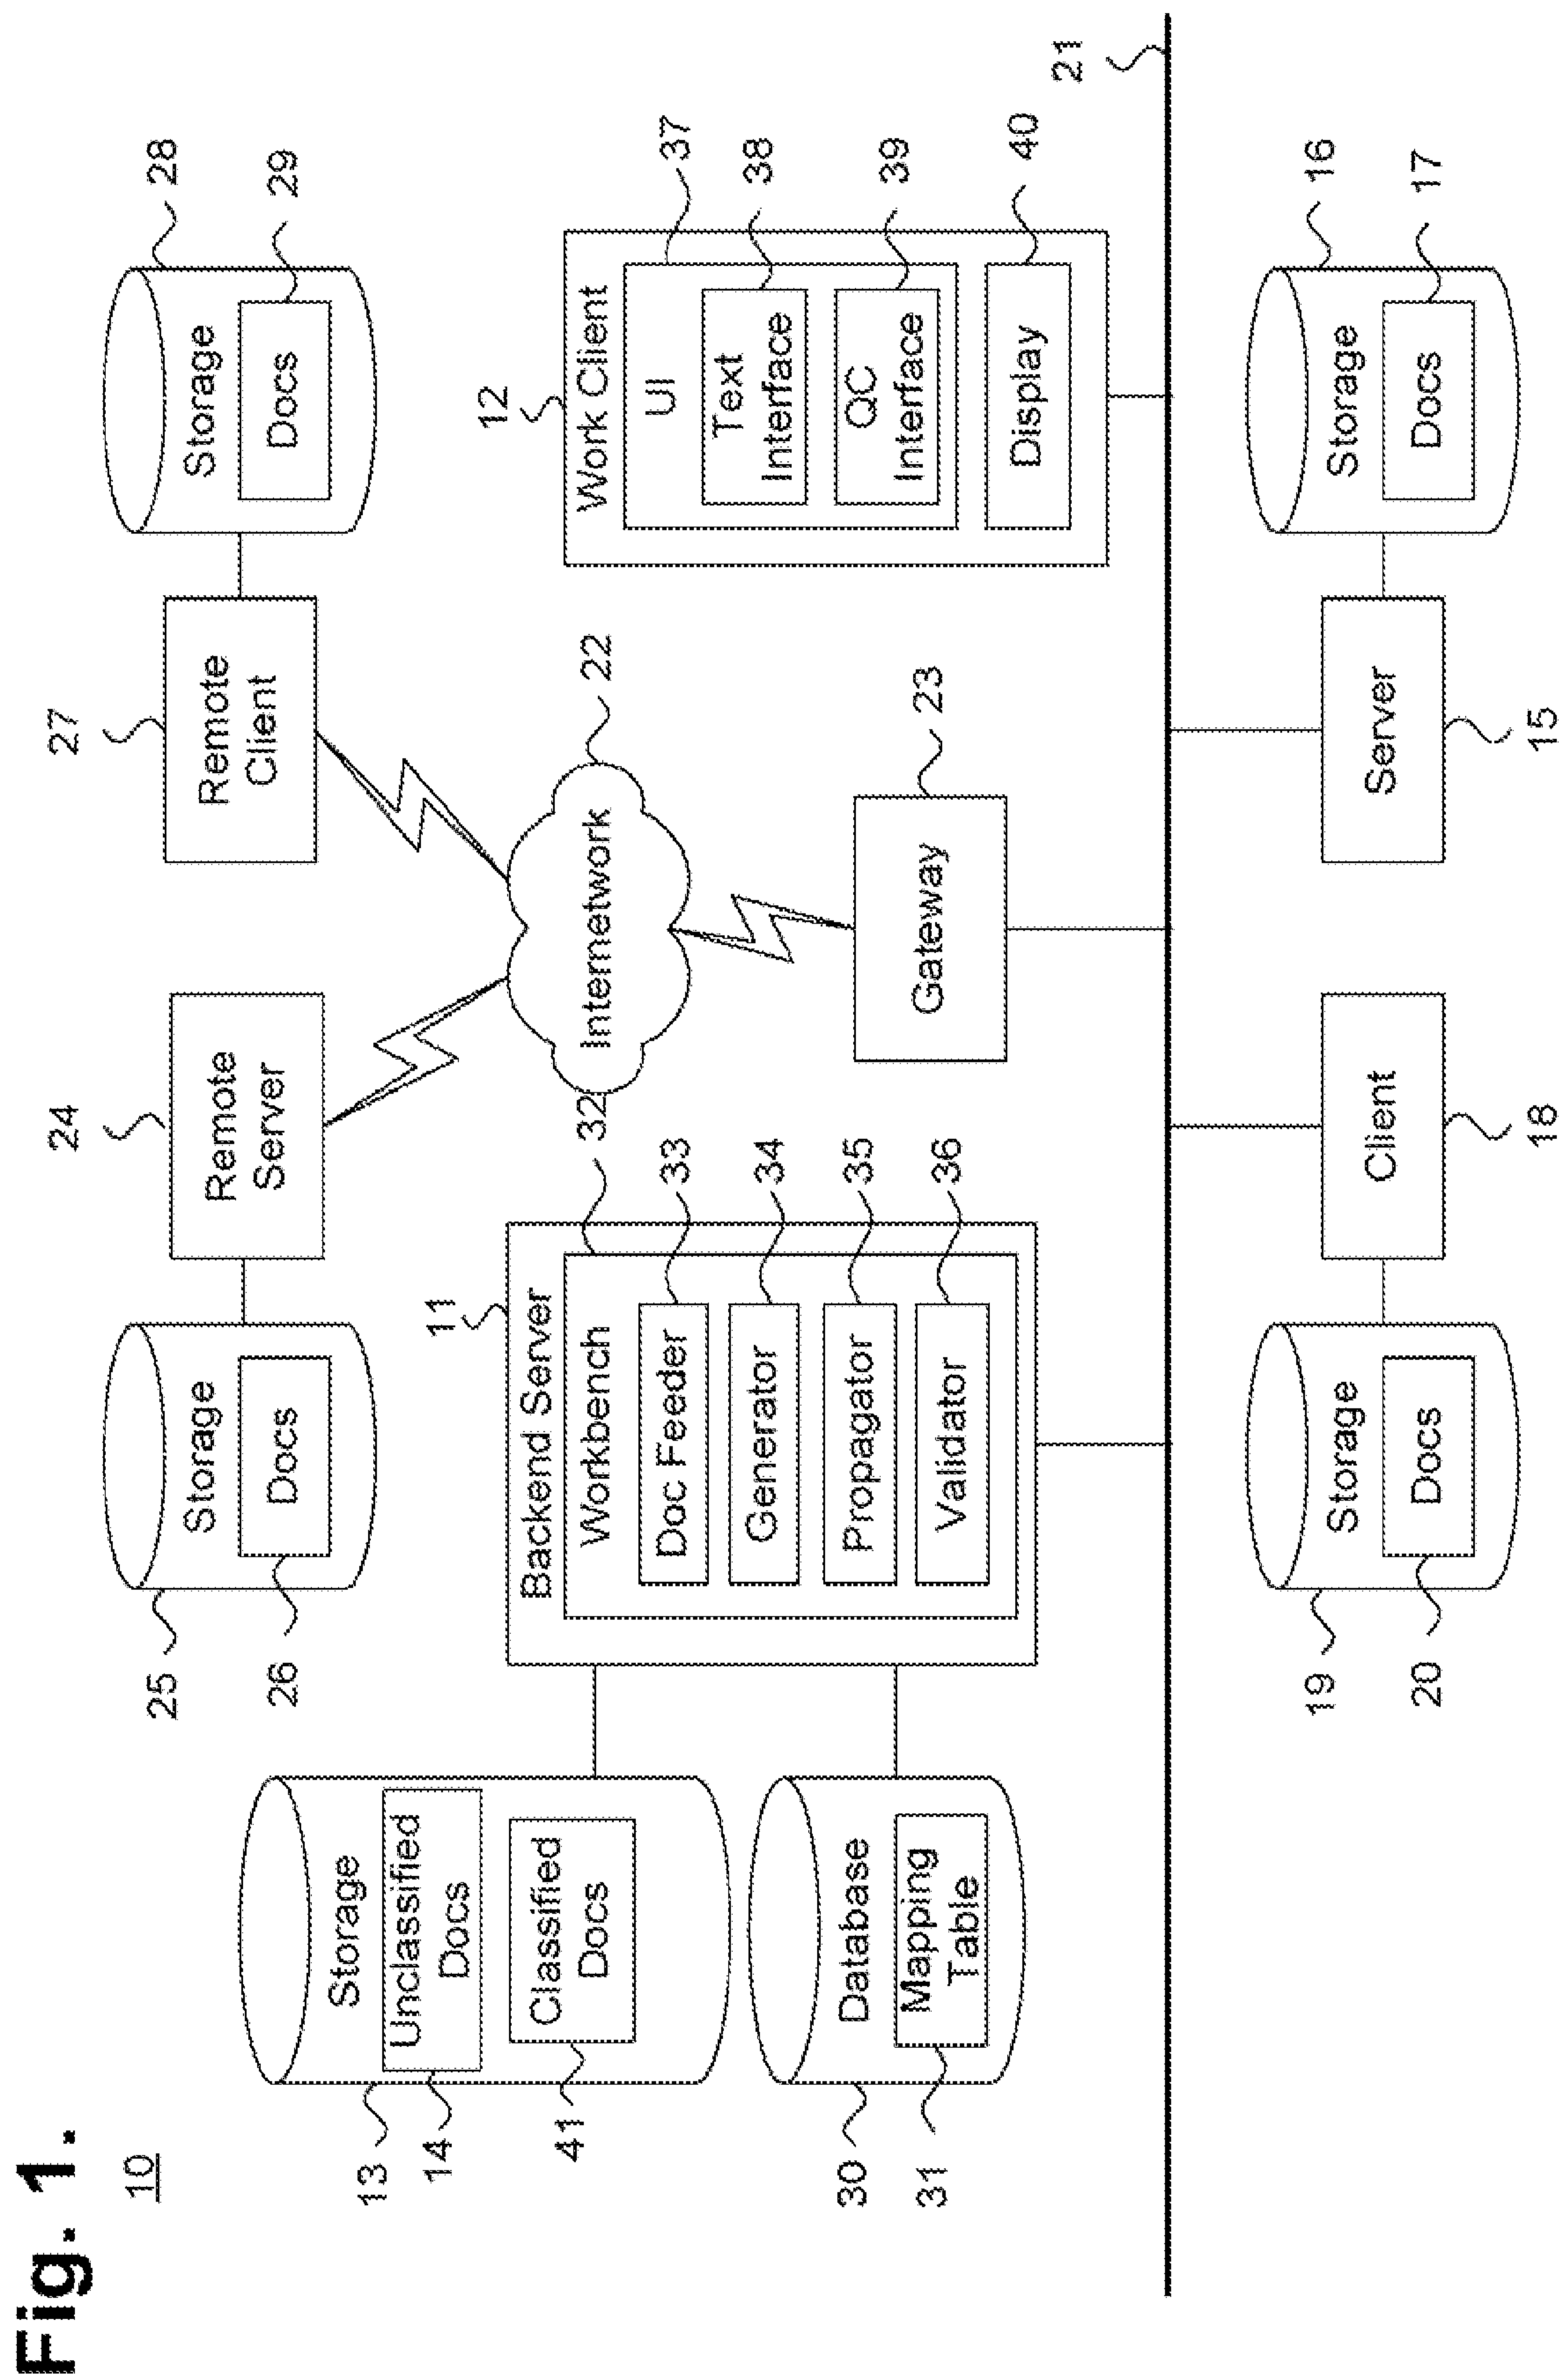 Fig. 1.
10
25
26
Storage
Docs
24
Remote
Server
27
Remote
Client
28
29
Storage
Docs
13
14
41
Storage
Unclassified
Docs
Classified
Docs
30
31
Database
Mapping
Table
11
Backend Server
32
Workbench
Doc Feeder
33
Generator
34
Propagator
35
Validator
36
Internetwork
22
Gateway
23
12
Work Client
UI
37
Text
Interface
38
QC
Interface
39
Display
40
21
19
20
Storage
Docs
Client
18
Server
15
Storage
Docs
16
17